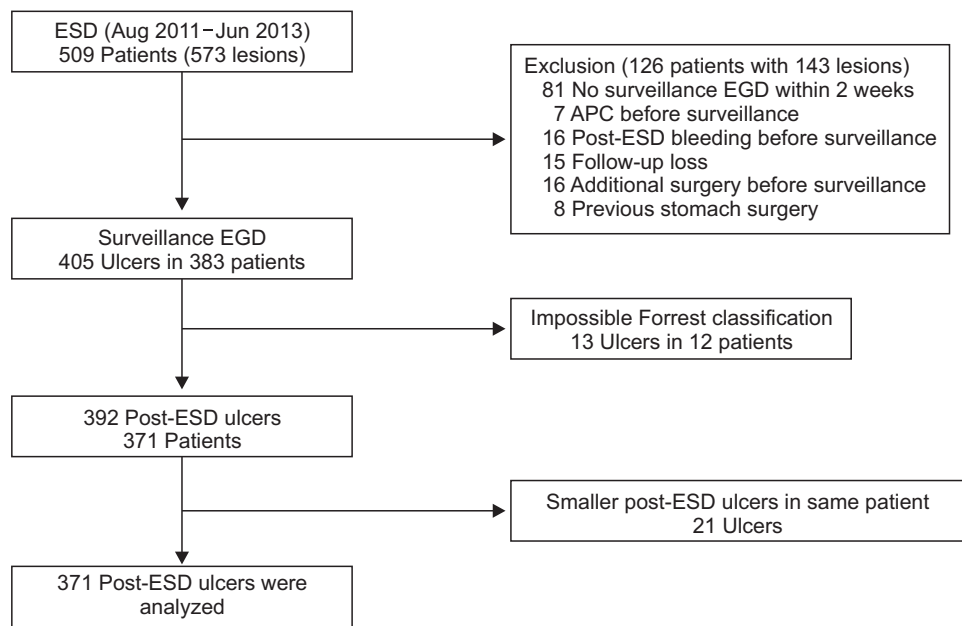 ESD (Aug 2011−Jun 2013)
509 Patients (573 lesions)
Exclusion (126 patients with 143 lesions)
81 No surveillance EGD within 2 weeks
7 APC before surveillance
16 Post-ESD bleeding before surveillance
15 Follow-up loss
16 Additional surgery before surveillance
8 Previous stomach surgery
Surveillance EGD
405 Ulcers in 383 patients
Impossible Forrest classification
13 Ulcers in 12 patients
392 Post-ESD ulcers
371 Patients
Smaller post-ESD ulcers in same patient
21 Ulcers
371 Post-ESD ulcers were
analyzed